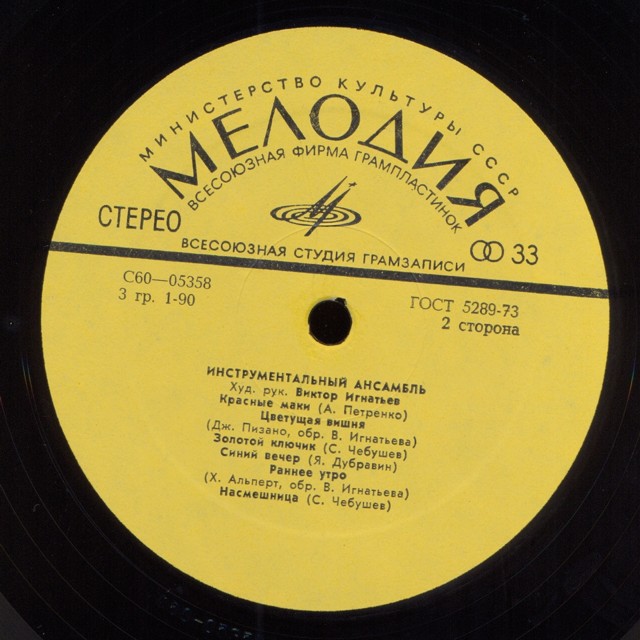 МИНИСТЕРСТВО КУЛЬТУРЫ СССР
МЕЛОДИЯ
ВСЕСОЮЗНАЯ ФИРМА ГРАМПЛАСТИНОК
СТЕРЕО
33
ВСЕСОЮЗНАЯ СТУДИЯ ГРАМЗАПИСИ
С60—05358
3 гр. 1-90
ГОСТ 5289-73
2 сторона
ИНСТРУМЕНТАЛЬНЫЙ АНСАМБЛЬ
Худ. рук. Виктор Игнатьев
Красные маки (А. Петренко)
Цветущая вишня
(Дж. Пизано, обр. В. Игнатьева)
Золотой ключик (С. Чебушев)
Синий вечер (Я. Дубравин)
Раннее утро
(Х. Альперт, обр. В. Игнатьева)
Насмешница (С. Чебушев)